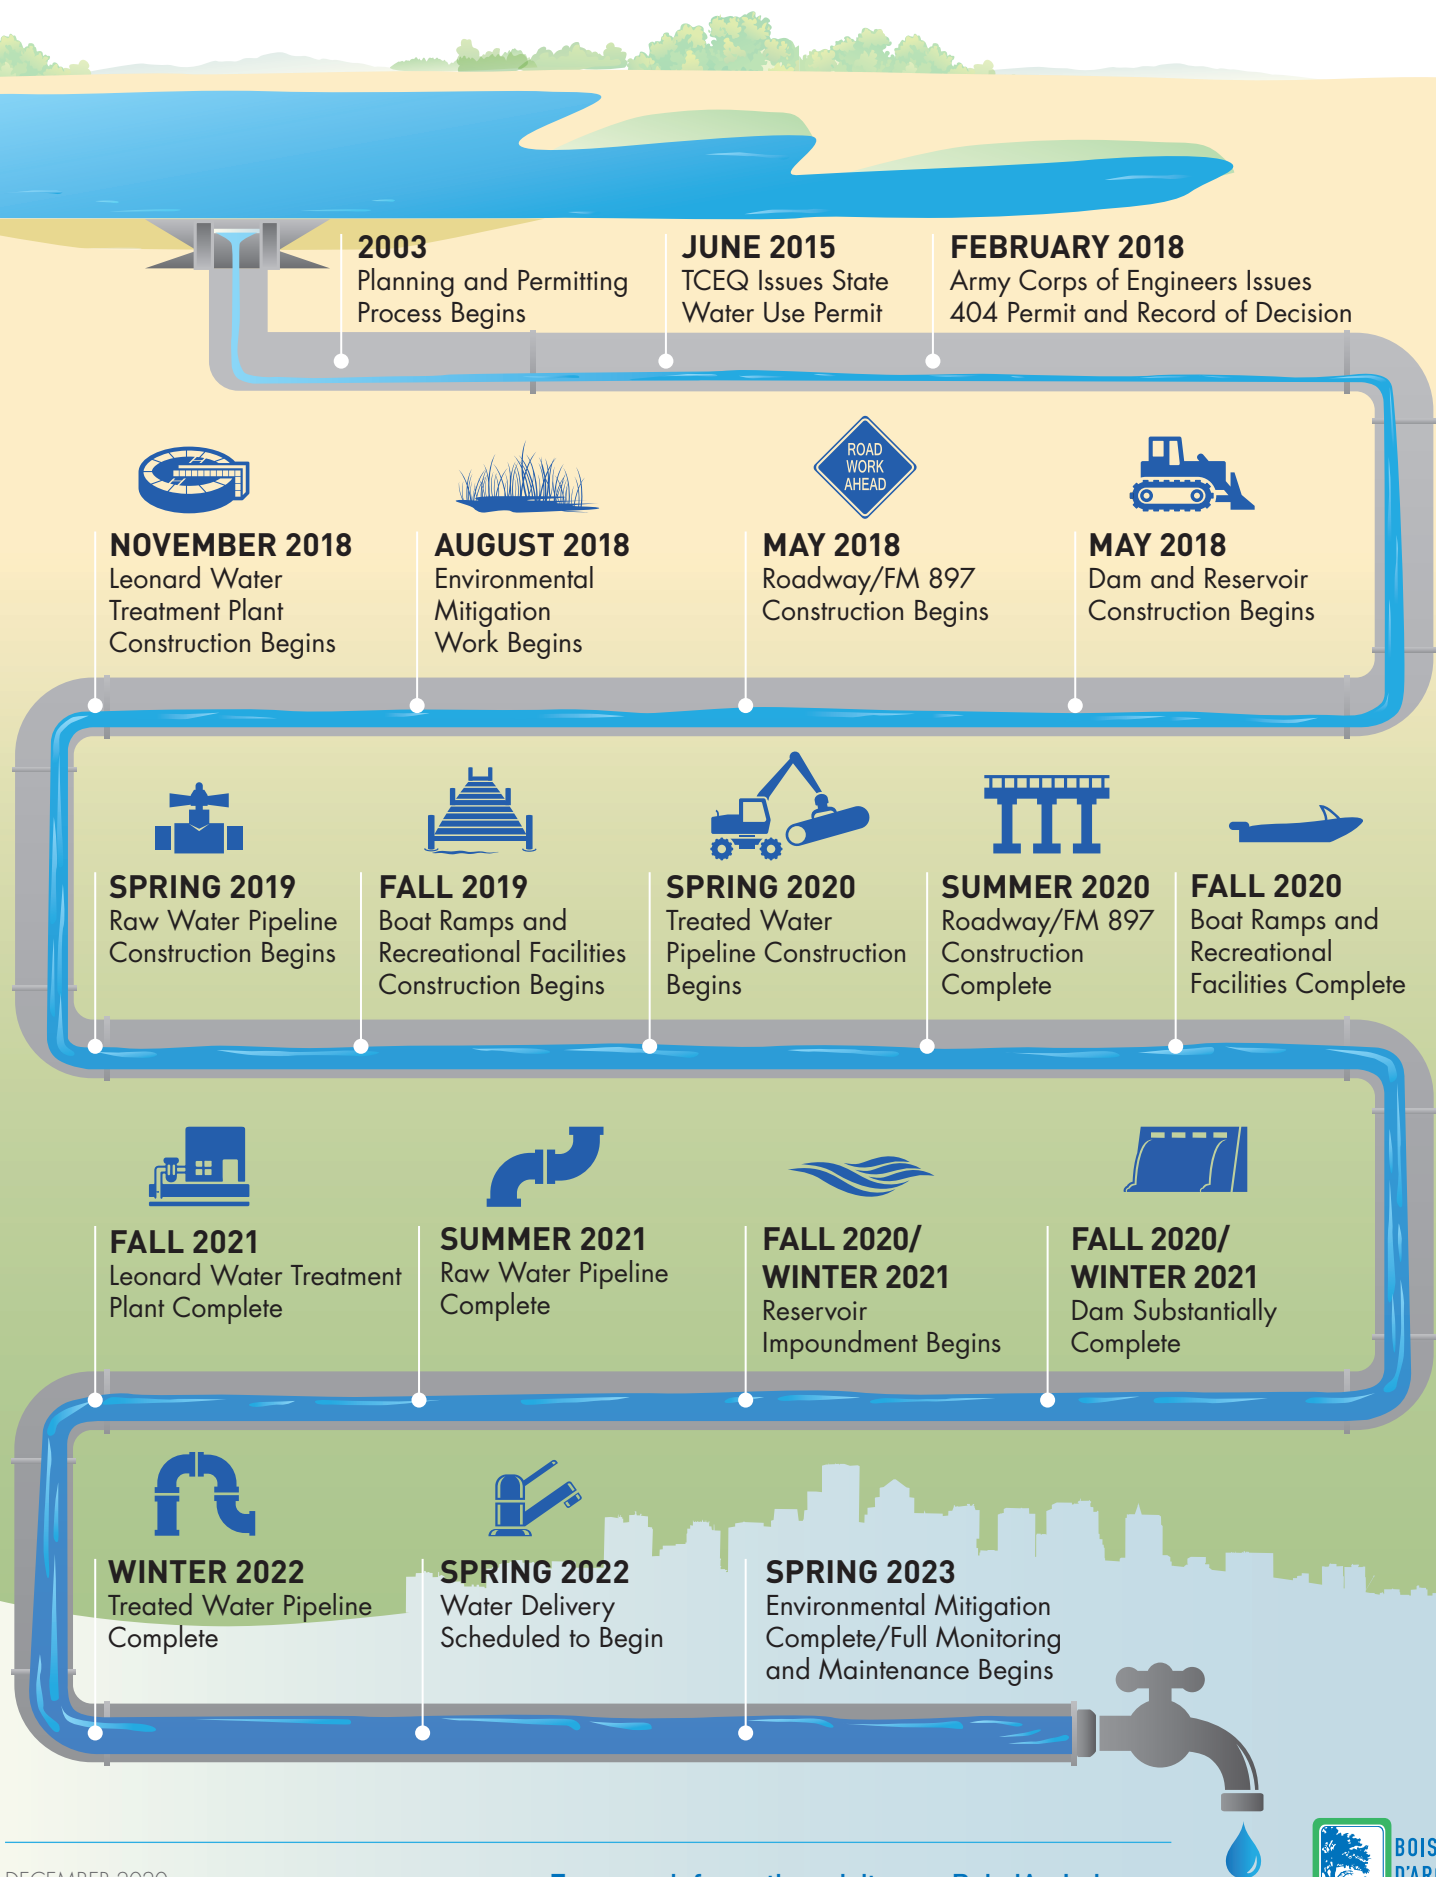 2003
Planning and Permitting
Process Begins
JUNE 2015
TCEQ Issues State
Water Use Permit
FEBRUARY 2018
Army Corps of Engineers Issues
404 Permit and Record of Decision
ROAD
WORK
AHEAD
NOVEMBER 2018
Leonard Water
Treatment Plant
Construction Begins
AUGUST 2018
Environmental
Mitigation
Work Begins
MAY 2018
Roadway/FM 897
Construction Begins
MAY 2018
Dam and Reservoir
Construction Begins
SPRING 2019
Raw Water Pipeline
Construction Begins
FALL 2019
Boat Ramps and
Recreational Facilities
Construction Begins
SPRING 2020
Treated Water
Pipeline Construction
Begins
SUMMER 2020
Roadway/FM 897
Construction
Complete
FALL 2020
Boat Ramps and
Recreational
Facilities Complete
FALL 2021
Leonard Water Treatment
Plant Complete
SUMMER 2021
Raw Water Pipeline
Complete
FALL 2020/
WINTER 2021
Reservoir
Impoundment Begins
FALL 2020/
WINTER 2021
Dam Substantially
Complete
WINTER 2022
Treated Water Pipeline
Complete
SPRING 2022
Water Delivery
Scheduled to Begin
SPRING 2023
Environmental Mitigation
Complete/Full Monitoring
and Maintenance Begins
BOIS
D'ARC
DECEMBER 2020